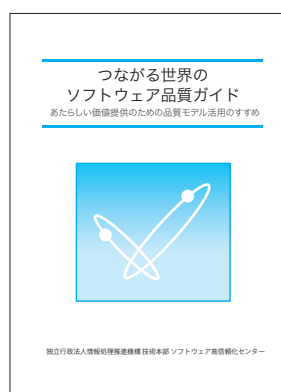 つながる世界の
ソフトウェア品質ガイド
あたらしい価値提供のための品質モデル活用のすすめ
独立行政法人情報処理推進機構 技術本部 ソフトウェア高信頼化センター